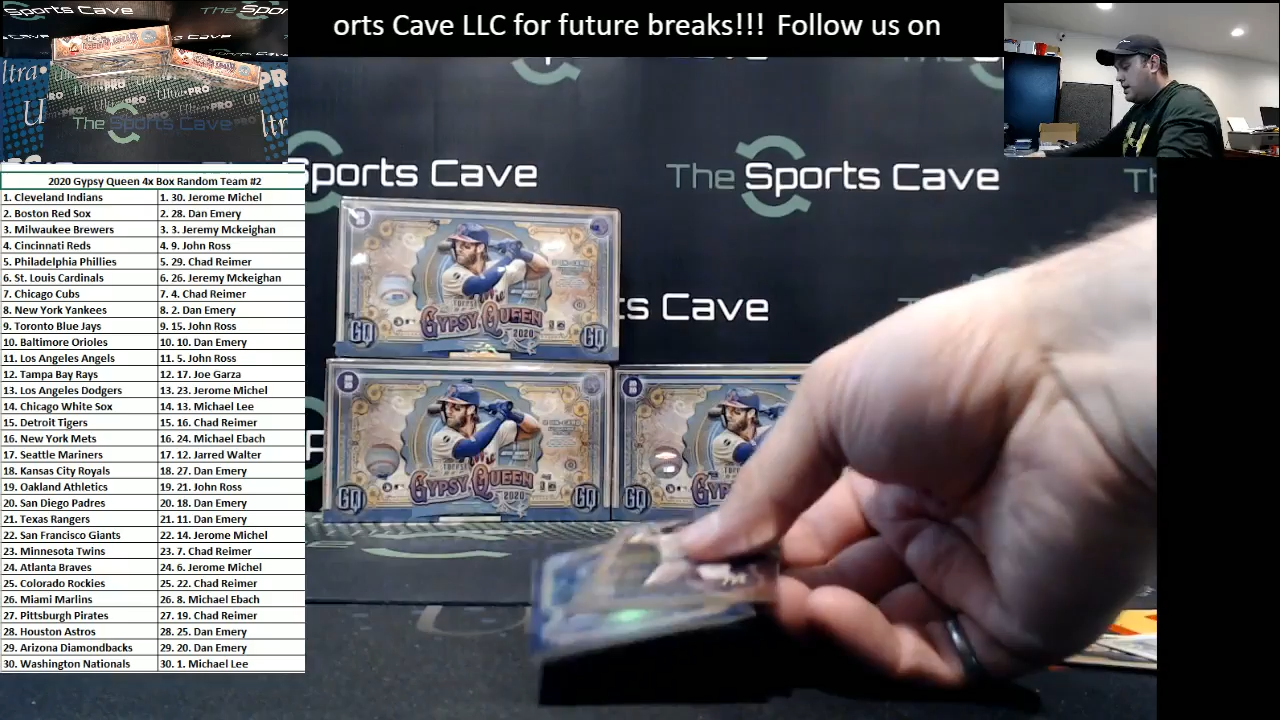 orts Cave LLC for future breaks!!! Follow us on
The Spor
Ultra PRO
The Sports Cave
Sports Cave
The Sports Cave
ts Cave
GYPSY QUEEN
2020
GQ
GYPSY QUEEN
2020
GQ
GYPSY QUEEN
GQ
2020 Gypsy Queen 4x Box Random Team #2
1. Cleveland Indians 1. 30. Jerome Michel
2. Boston Red Sox 2. 28. Dan Emery
3. Milwaukee Brewers 3. 3. Jeremy Mckeighan
4. Cincinnati Reds 4. 9. John Ross
5. Philadelphia Phillies 5. 29. Chad Reimer
6. St. Louis Cardinals 6. 26. Jeremy Mckeighan
7. Chicago Cubs 7. 4. Chad Reimer
8. New York Yankees 8. 2. Dan Emery
9. Toronto Blue Jays 9. 15. John Ross
10. Baltimore Orioles 10. 10. Dan Emery
11. Los Angeles Angels 11. 5. John Ross
12. Tampa Bay Rays 12. 17. Joe Garza
13. Los Angeles Dodgers 13. 23. Jerome Michel
14. Chicago White Sox 14. 13. Michael Lee
15. Detroit Tigers 15. 16. Chad Reimer
16. New York Mets 16. 24. Michael Ebach
17. Seattle Mariners 17. 12. Jarred Walter
18. Kansas City Royals 18. 27. Dan Emery
19. Oakland Athletics 19. 21. John Ross
20. San Diego Padres 20. 18. Dan Emery
21. Texas Rangers 21. 11. Dan Emery
22. San Francisco Giants 22. 14. Jerome Michel
23. Minnesota Twins 23. 7. Chad Reimer
24. Atlanta Braves 24. 6. Jerome Michel
25. Colorado Rockies 25. 22. Chad Reimer
26. Miami Marlins 26. 8. Michael Ebach
27. Pittsburgh Pirates 27. 19. Chad Reimer
28. Houston Astros 28. 25. Dan Emery
29. Arizona Diamondbacks 29. 20. Dan Emery
30. Washington Nationals 30. 1. Michael Lee